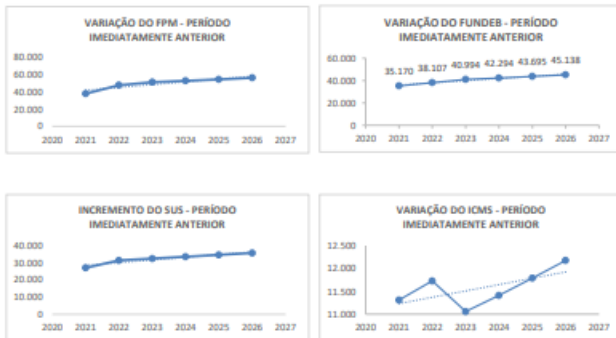 VARIAÇÃO DO FPM - PERÍODO
IMEDIATAMENTE ANTERIOR
80.000
60.000
40.000
20.000
0
2020 2021 2022 2023 2024 2025 2026 2027
VARIAÇÃO DO FUNDEB - PERÍODO
IMEDIATAMENTE ANTERIOR
60.000
40.000
20.000
0
35.170 38.107 40.994 42.294 43.695 45.138
2020 2021 2022 2023 2024 2025 2026 2027
INCREMENTO DO SUS - PERÍODO
IMEDIATAMENTE ANTERIOR
40.000
30.000
20.000
10.000
0
2020 2021 2022 2023 2024 2025 2026 2027
VARIAÇÃO DO ICMS - PERÍODO
IMEDIATAMENTE ANTERIOR
12.500
12.000
11.500
11.000
2020 2021 2022 2023 2024 2025 2026 2027